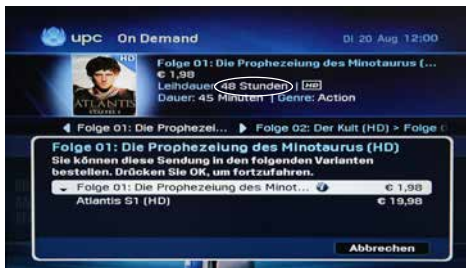 upc On Demand
Di 20 Aug 12:00
HD
ATLANTIS
STAFFEL 1
Folge 01: Die Prophezeiung des Minotaurus (...
€ 1,98
Leihdauer: 48 Stunden | HD
Dauer: 45 Minuten | Genre: Action
Folge 01: Die Prophezei... Folge 02: Der Kult (HD) > Folge
Folge 01: Die Prophezeiung des Minotaurus (HD)
Sie können diese Sendung in den folgenden Varianten
bestellen. Drücken Sie OK, um fortzufahren.
Folge 01: Die Prophezeiung des Minot... € 1,98
Atlantis S1 (HD) € 19,98
Abbrechen